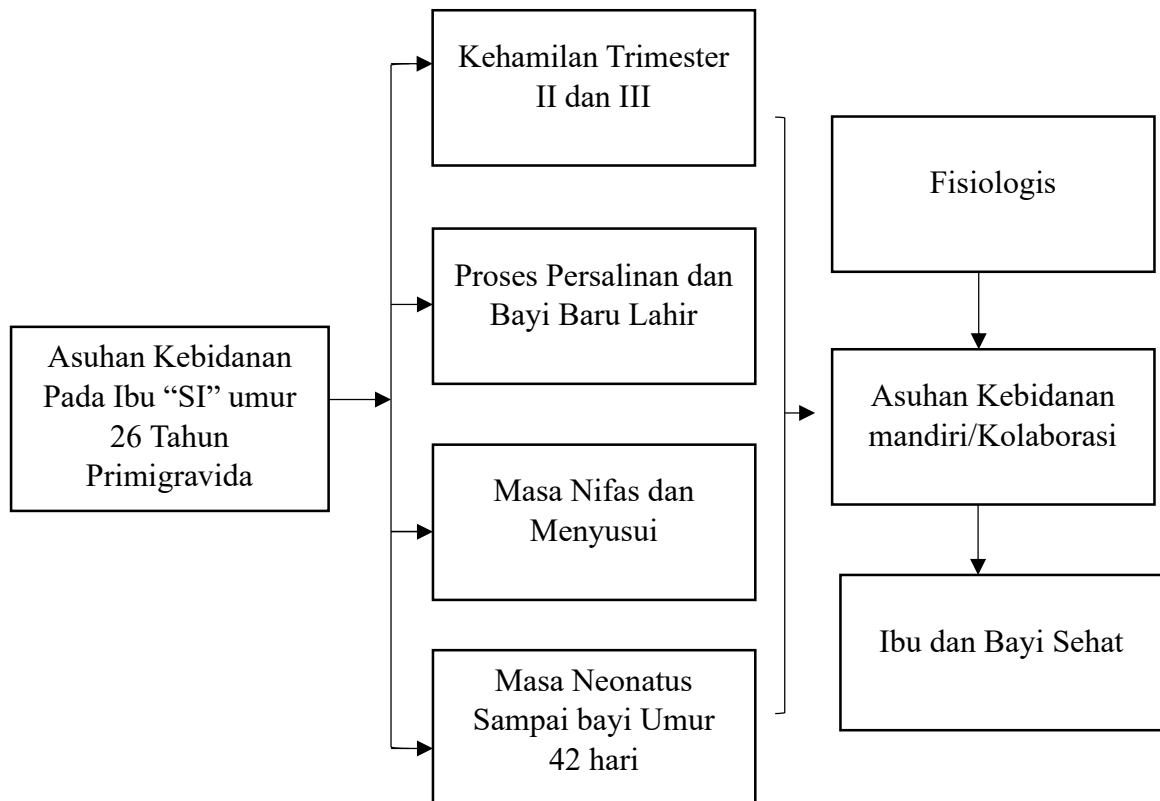 Asuhan Kebidanan
Pada Ibu “SI” umur
26 Tahun
Primigravida
Kehamilan Trimester
II dan III
Proses Persalinan dan
Bayi Baru Lahir
Masa Nifas dan
Menyusui
Masa Neonatus
Sampai bayi Umur
42 hari
Fisiologis
Asuhan Kebidanan
mandiri/Kolaborasi
Ibu dan Bayi Sehat